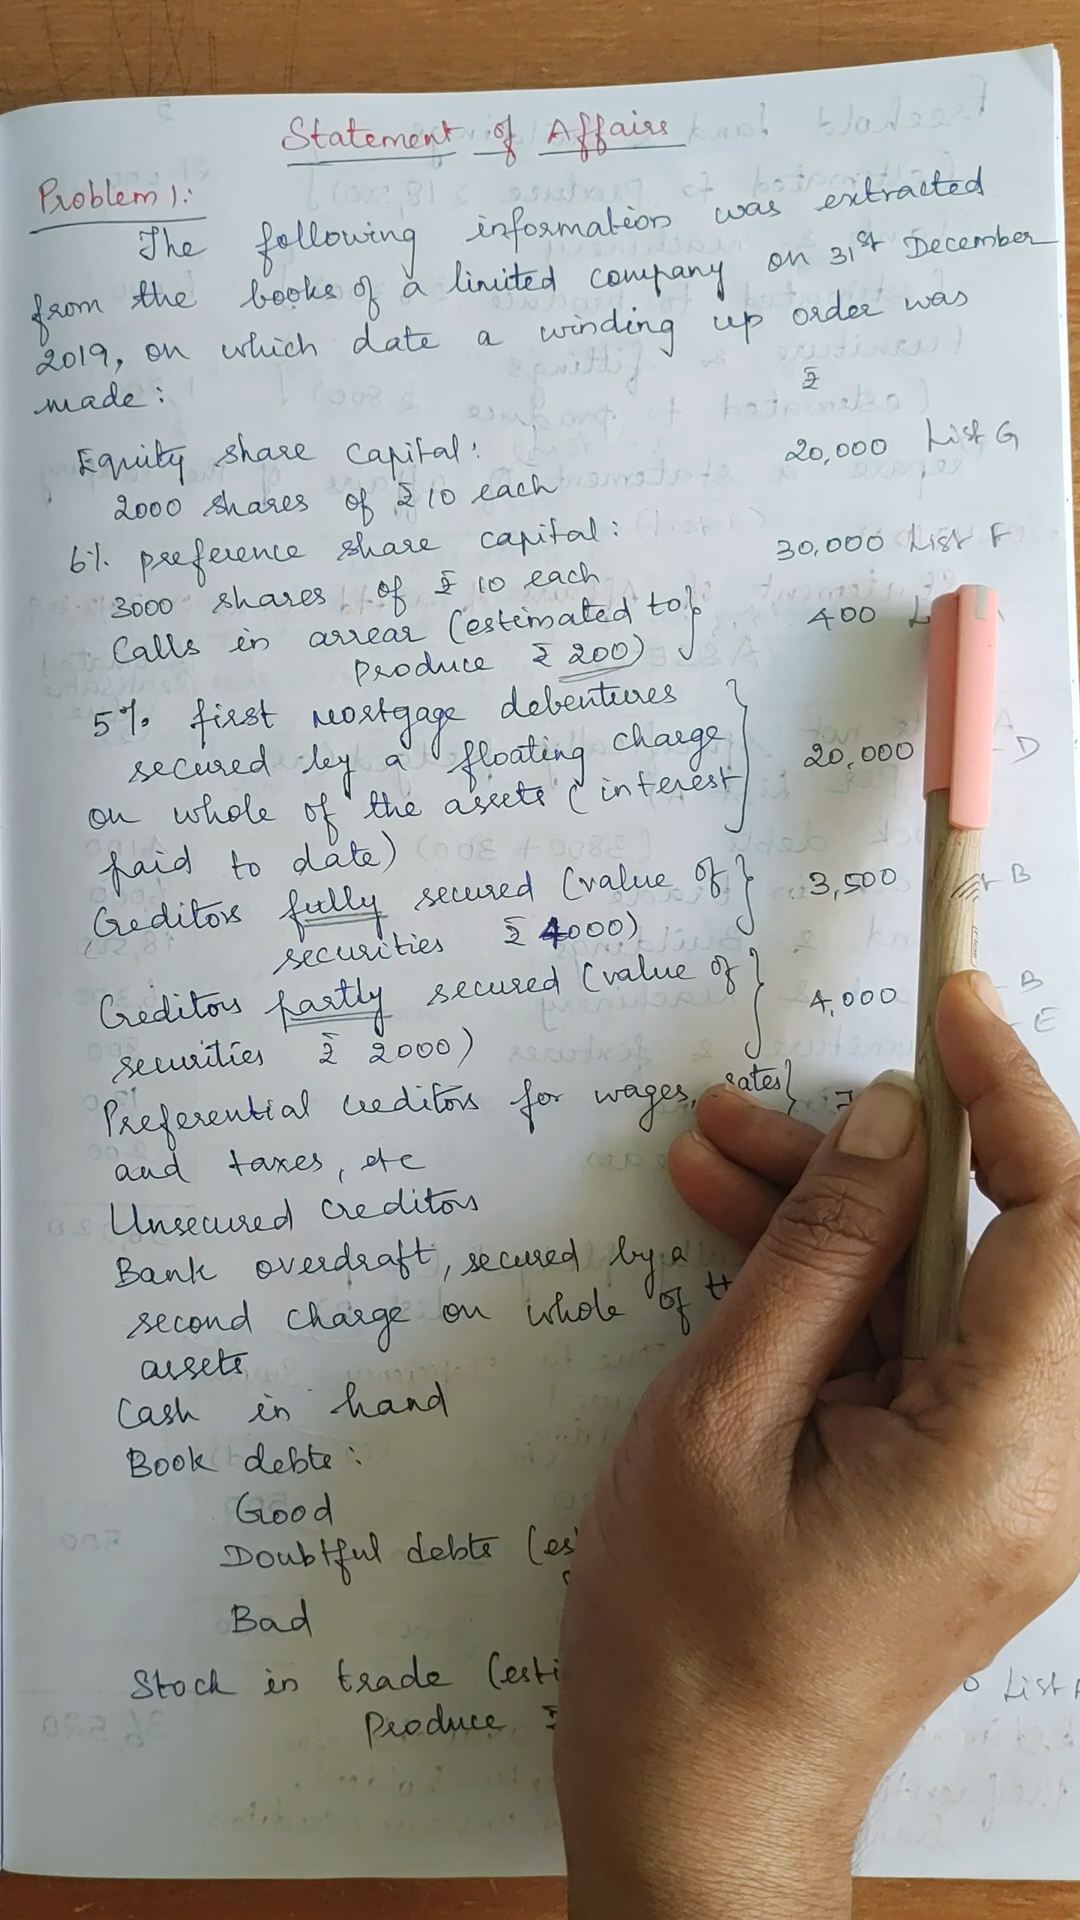 Statement of Affairs
Problem 1:
The following information was extracted
from the books of a limited company on 31st December
2019, on which date a winding up order was
made:
₹
Equity share capital: 20,000 List G
2000 shares of ₹ 10 each
6% preference share capital: 30,000 List F
3000 shares of ₹ 10 each
Calls in arrear (estimated to 400
produce ₹ 200)
5% first mortgage debentures
secured by a floating charge 20,000 - D
on whole of the assets (interest
paid to date)
Creditors fully secured (value of 3,500 B
securities ₹ 4000)
Creditors partly secured (value of 4,000 - B
securities ₹ 2000) - E
Preferential creditors for wages, rates
and taxes, etc
Unsecured creditors
Bank overdraft, secured by a
second charge on whole of
assets
Cash in hand
Book debts:
Good
Doubtful debts
Bad
Stock in trade List
Produce